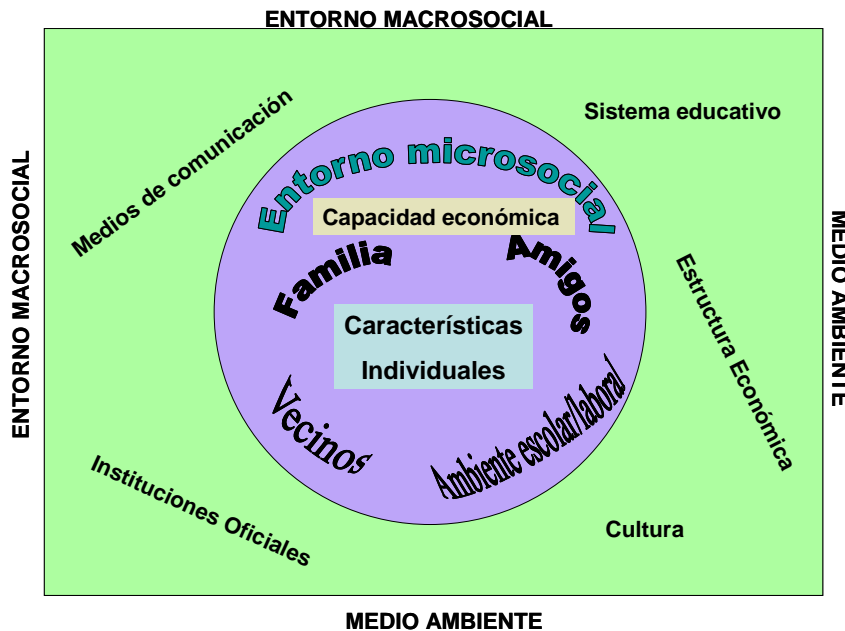 ENTORNO MACROSOCIAL
Medios de comunicación
Sistema educativo
ENTORNO MACROSOCIAL
MEDIO AMBIENTE
Entorno microsocial
Capacidad económica
Familia
Amigos
Características
Individuales
Estructura Económica
Vecinos
Ambiente escolar/laboral
Instituciones Oficiales
Cultura
MEDIO AMBIENTE